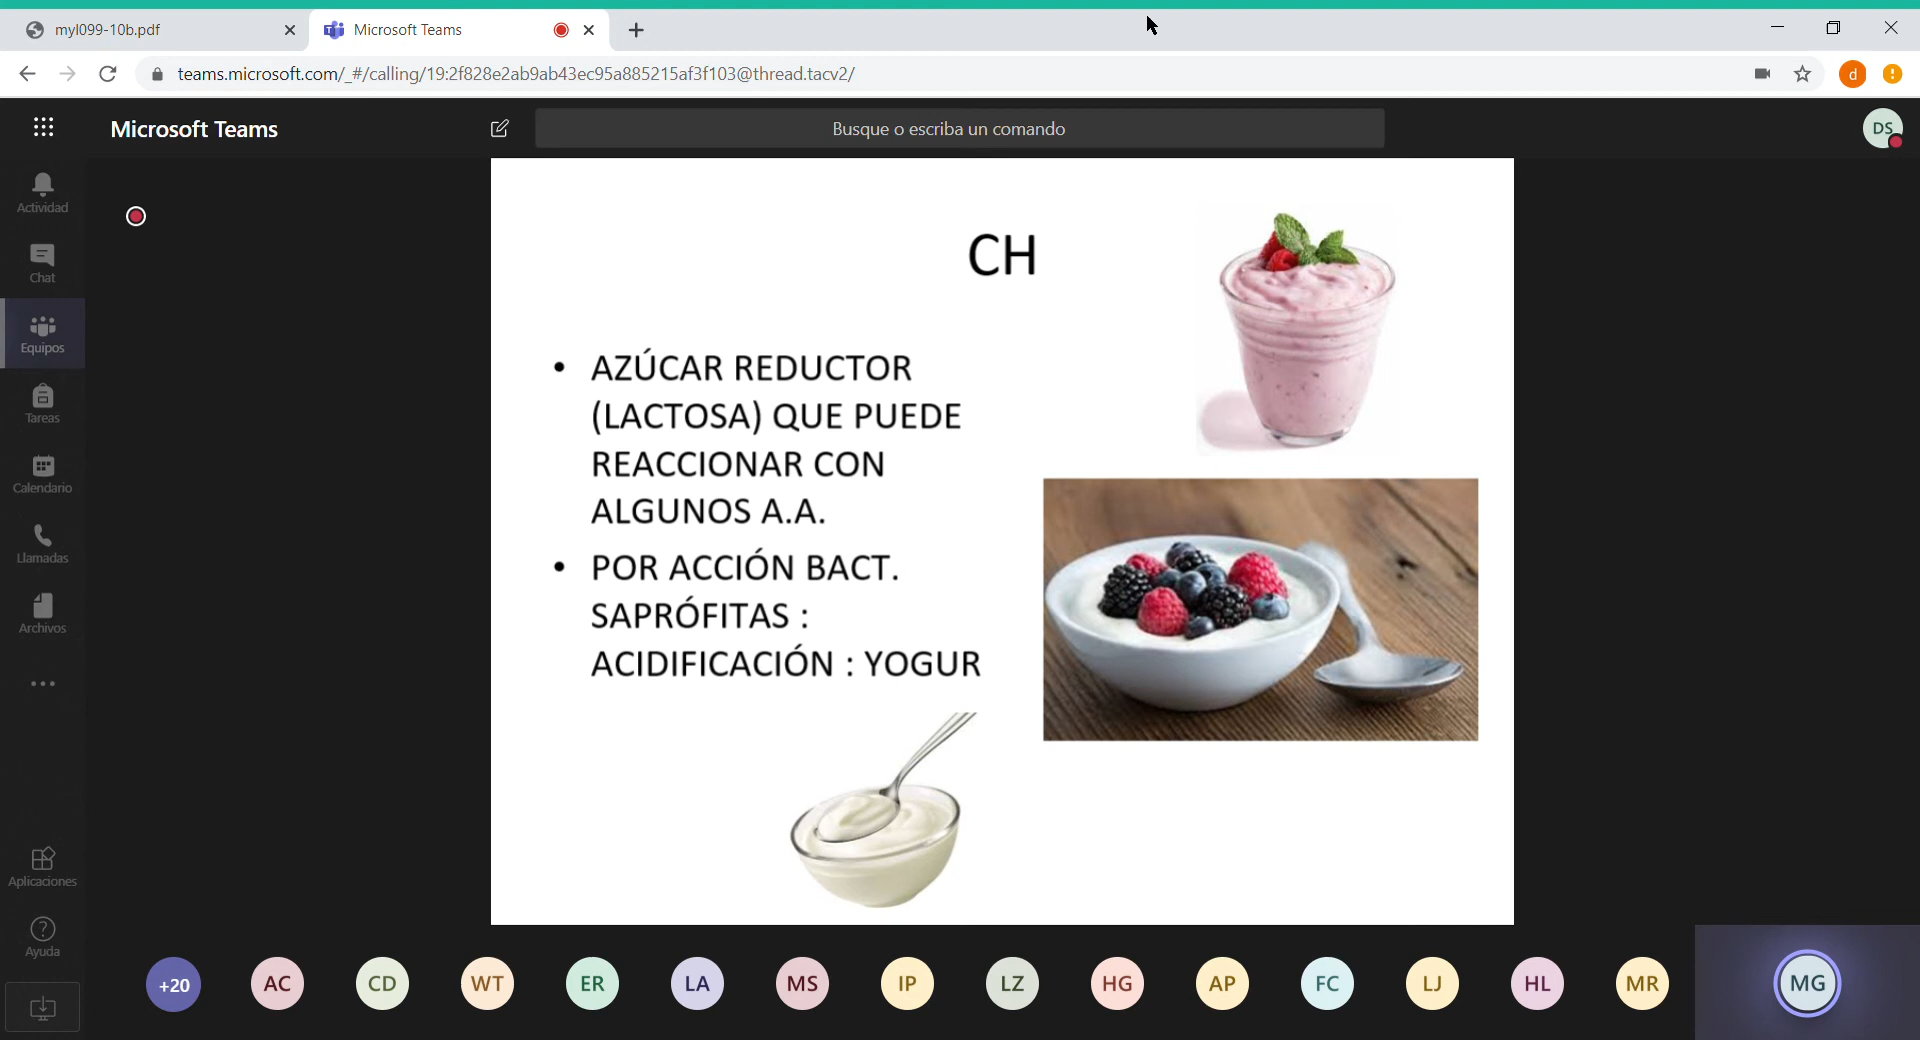 myl099-10b.pdf
Microsoft Teams
teams.microsoft.com/_#/calling/19:2f828e2ab9ab43ec95a885215af3f103@thread.tacv2/
d
Microsoft Teams
Busque o escriba un comando
DS
Actividad
Chat
Equipos
Tareas
Calendario
Llamadas
Archivos
Aplicaciones
Ayuda
CH
• AZÚCAR REDUCTOR
(LACTOSA) QUE PUEDE
REACCIONAR CON
ALGUNOS A.A.
• POR ACCIÓN BACT.
SAPRÓFITAS :
ACIDIFICACIÓN : YOGUR
+20 AC CD WT ER LA MS IP LZ HG AP FC LJ HL MR MG